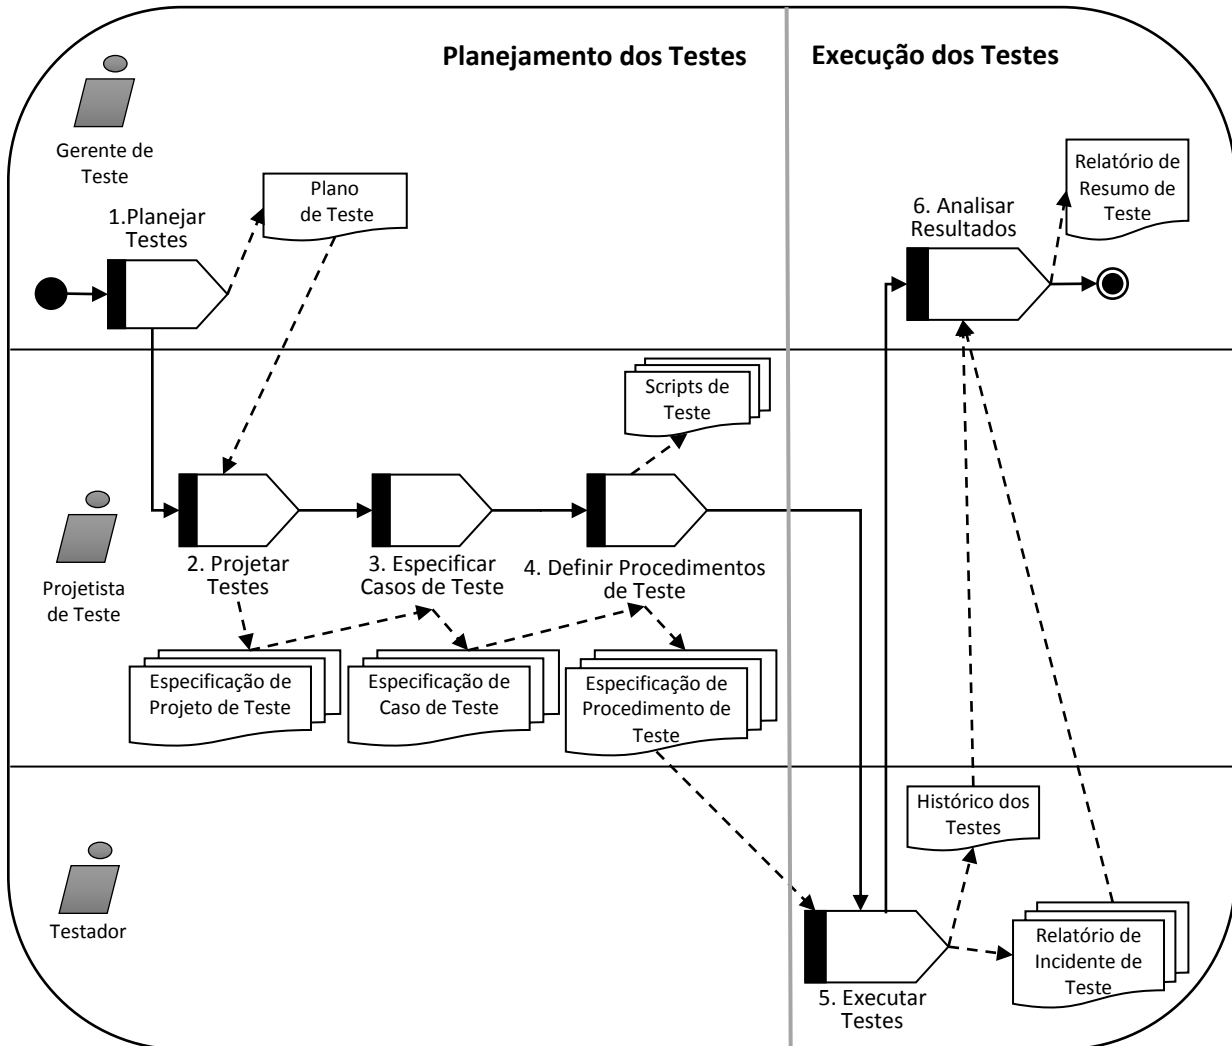 Planejamento dos Testes
Execução dos Testes
Gerente de
Teste
1.Planejar
Testes
Plano
de Teste
6. Analisar
Resultados
Relatório de
Resumo de
Teste
Scripts de
Teste
Projetista
de Teste
2. Projetar
Testes
3. Especificar
Casos de Teste
4. Definir Procedimentos
de Teste
Especificação de
Projeto de Teste
Especificação de
Caso de Teste
Especificação de
Procedimento de
Teste
Testador
Histórico dos
Testes
5. Executar
Testes
Relatório de
Incidente de
Teste